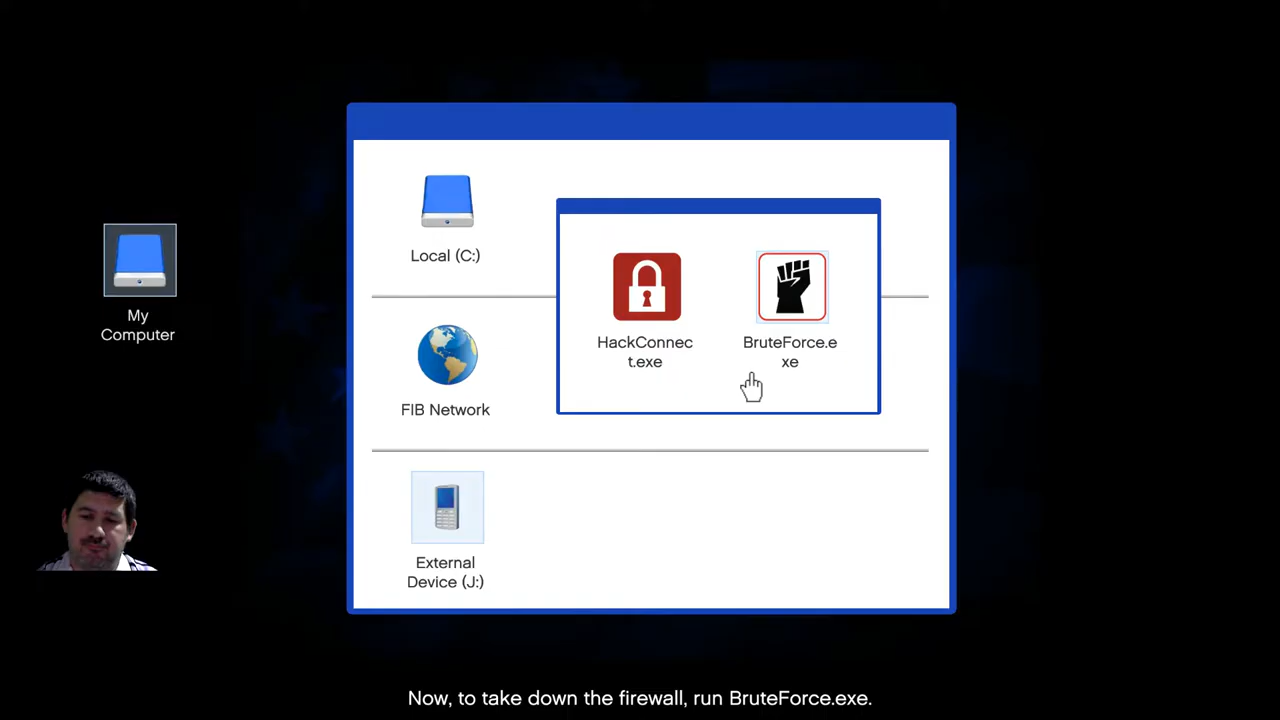 Local (C:)
HackConnec
t.exe
BruteForce.e
xe
My
Computer
FIB Network
External
Device (J:)
Now, to take down the firewall, run BruteForce.exe.